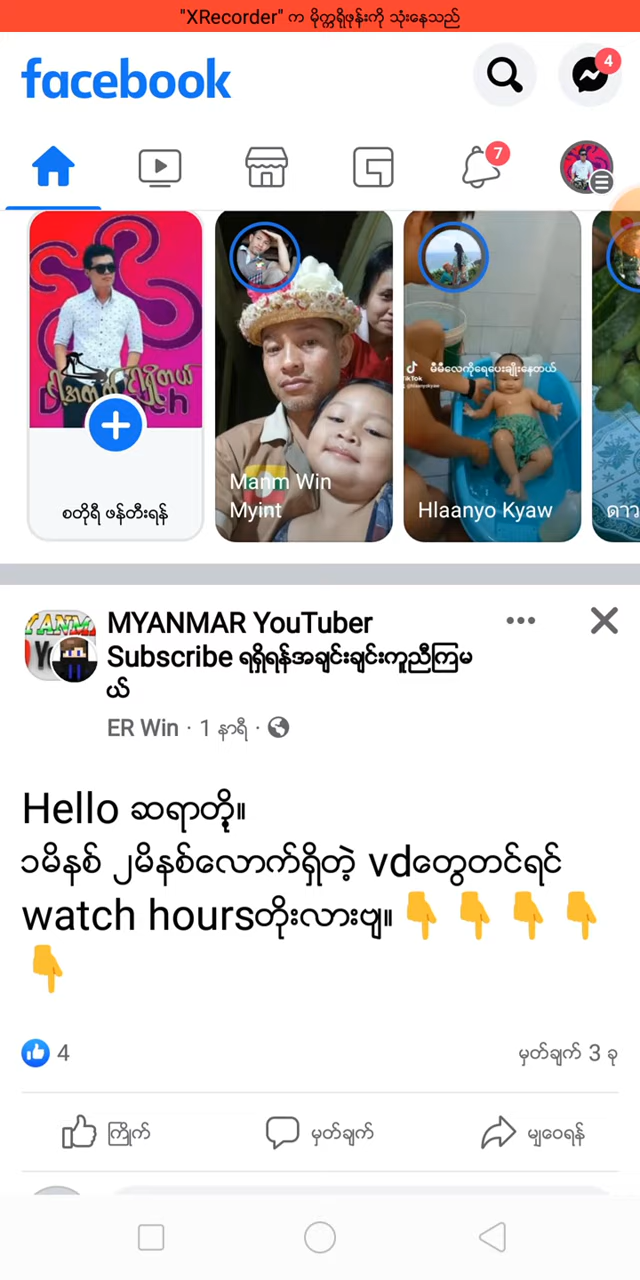 "XRecorder" က မိုက္ကရိုဖုန်းကို သုံးနေသည်
facebook
4
7
စတိုရီ ဖန်တီးရန်
Manm Win
Myint
TikTok
မီမီလေကိုရေပေးချိုးနေတယ်
Hlaanyo Kyaw
MYANMAR YouTuber
Subscribe ရရှိရန်အချင်းချင်းကူညီကြမ
ယ်
ER Win · 1 နာရီ ·
Hello ဆရာတို့။
၁မိနစ် ၂မိနစ်လောက်ရှိတဲ့ vdတွေတင်ရင်
watch hoursတိုးလားဗျ။👇👇👇👇
👇
4
မှတ်ချက် 3 ခု
ကြိုက်
မှတ်ချက်
မျှဝေရန်